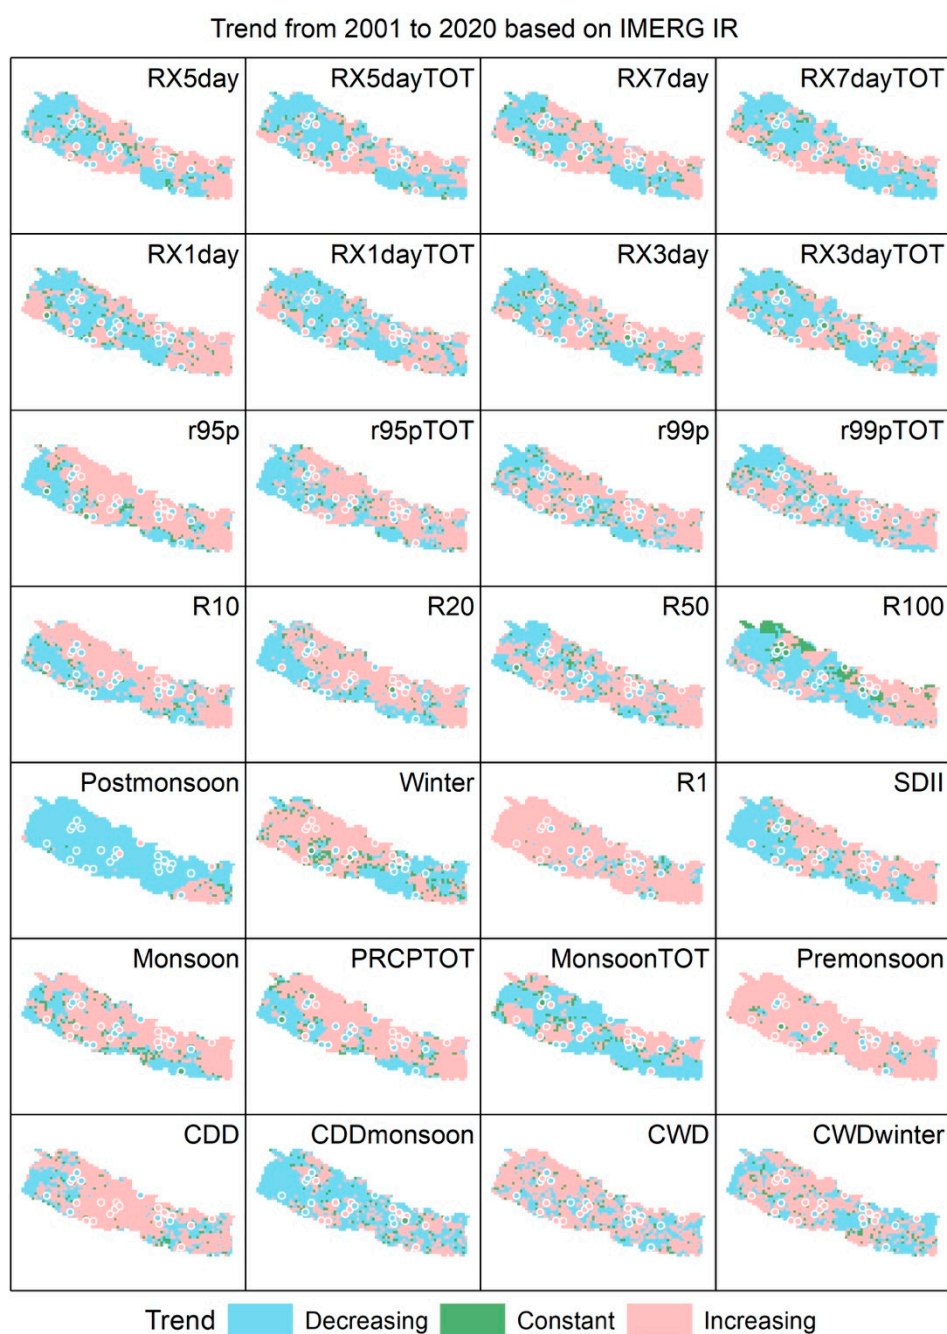 Trend from 2001 to 2020 based on IMERG IR
RX5day RX5dayTOT RX7day RX7dayTOT
RX1day RX1dayTOT RX3day RX3dayTOT
r95p r95pTOT r99p r99pTOT
R10 R20 R50 R100
Postmonsoon Winter R1 SDII
Monsoon PRCPTOT MonsoonTOT Premonsoon
CDD CDDmonsoon CWD CWDwinter
Trend Decreasing Constant Increasing